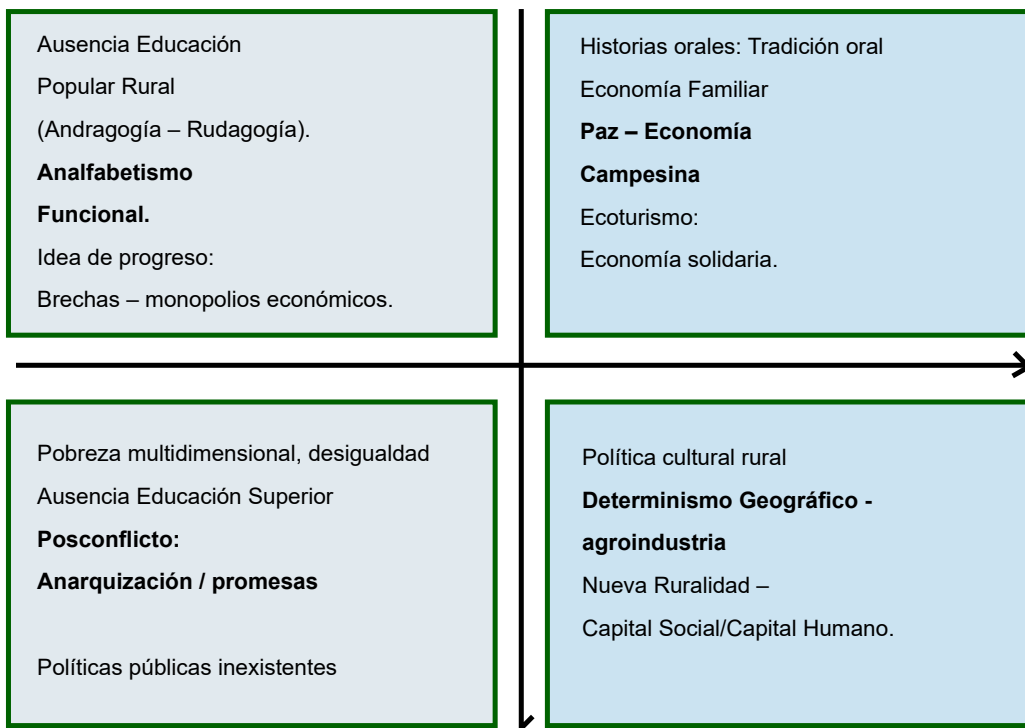 Ausencia Educación
Popular Rural
(Andragogía – Rudagogía).
Analfabetismo
Funcional.
Idea de progreso:
Brechas – monopolios económicos.
Historias orales: Tradición oral
Economía Familiar
Paz – Economía
Campesina
Ecoturismo:
Economía solidaria.
Pobreza multidimensional, desigualdad
Ausencia Educación Superior
Posconflicto:
Anarquización / promesas
Políticas públicas inexistentes
Política cultural rural
Determinismo Geográfico -
agroindustria
Nueva Ruralidad –
Capital Social/Capital Humano.